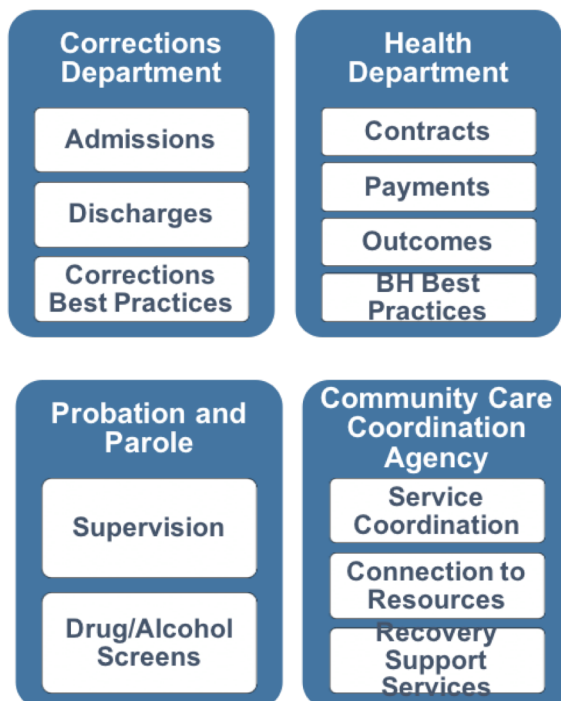 Corrections
Department
Admissions
Discharges
Corrections
Best Practices
Health
Department
Contracts
Payments
Outcomes
BH Best
Practices
Probation and
Parole
Supervision
Drug/Alcohol
Screens
Community Care
Coordination
Agency
Service
Coordination
Connection to
Resources
Recovery
Support
Services